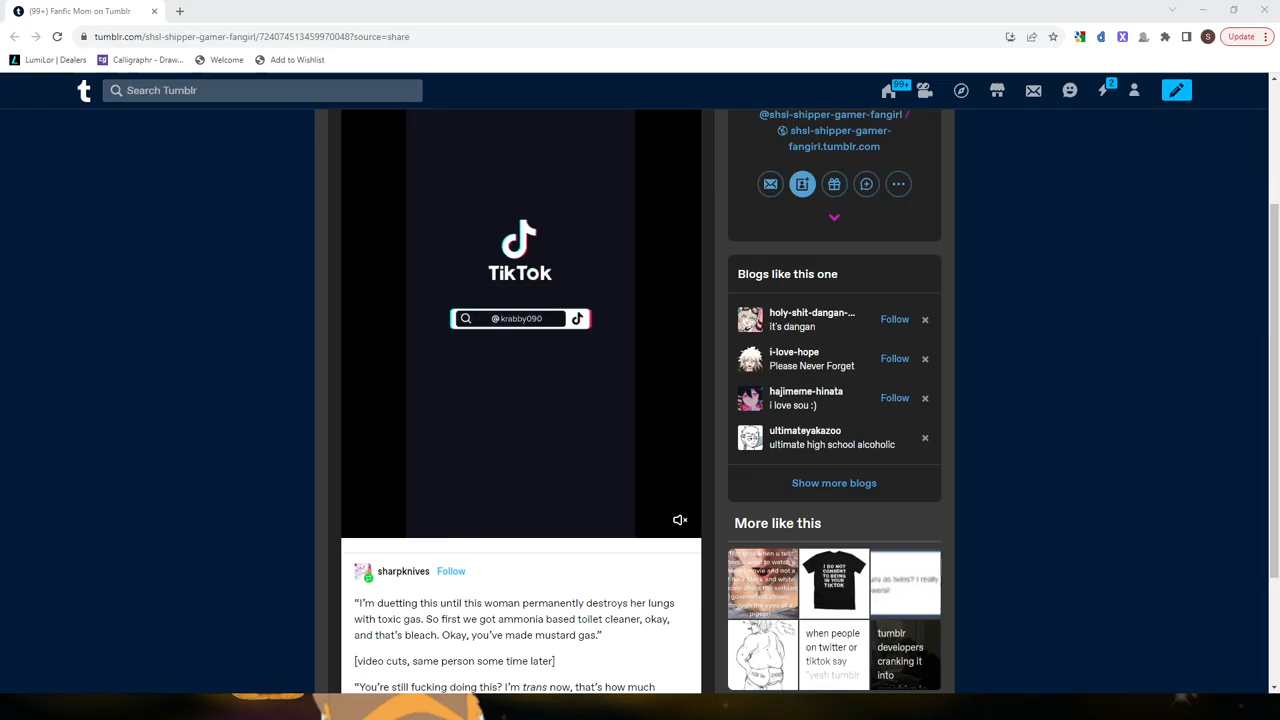 (99+) Fanfic Mom on Tumblr
tumblr.com/shsl-shipper-gamer-fangirl/724074513459970048?source=share
S
Update
LumiLor | Dealers
cg
Calligraphr - Draw...
Welcome
Add to Wishlist
Search Tumblr
99+
2
@shsl-shipper-gamer-fangirl
shsl-shipper-gamer-
fangirl.tumblr.com
TikTok
@krabby090
Blogs like this one
holy-shit-dangan-...
it's dangan
Follow
i-love-hope
Please Never Forget
Follow
hajimeme-hinata
i love sou :)
Follow
ultimateyakazoo
ultimate high school alcoholic
Show more blogs
More like this
I DO NOT
CONSENT
TO BEING
IN YOUR
TIKTOK
when people
on twitter or
tiktok say
"yeah tumblr
tumblr
developers
cranking it
into
sharpknives
Follow
“I’m duetting this until this woman permanently destroys her lungs
with toxic gas. So first we got ammonia based toilet cleaner, okay,
and that’s bleach. Okay, you’ve made mustard gas.”
[video cuts, same person some time later]
“You’re still fucking doing this? I’m trans now, that’s how much